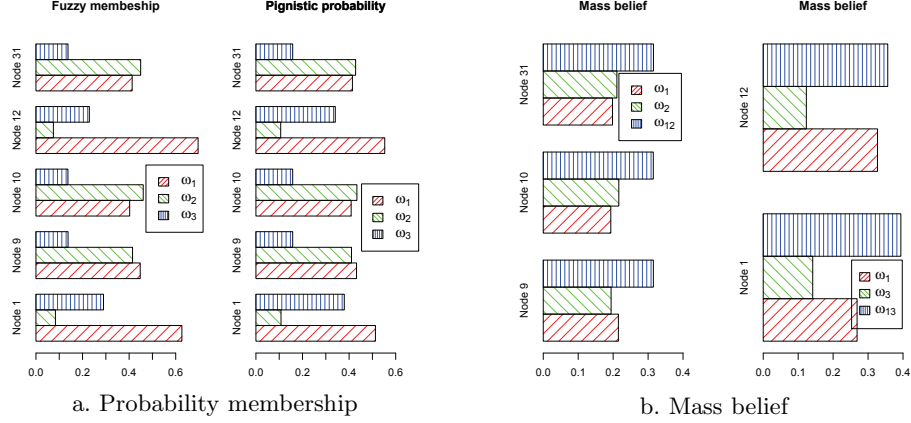 Fuzzy membeship
Node 31
Node 12
Node 10
Node 9
Node 1
ω1
ω2
ω3
0.0 0.2 0.4 0.6
Pignistic probability
Node 31
Node 12
Node 10
Node 9
Node 1
ω1
ω2
ω3
0.0 0.2 0.4 0.6
a. Probability membership
Mass belief
Node 31
Node 10
Node 9
ω1
ω2
ω12
0.0 0.1 0.2 0.3 0.4
Mass belief
Node 12
Node 1
ω1
ω3
ω13
0.0 0.1 0.2 0.3 0.4
b. Mass belief